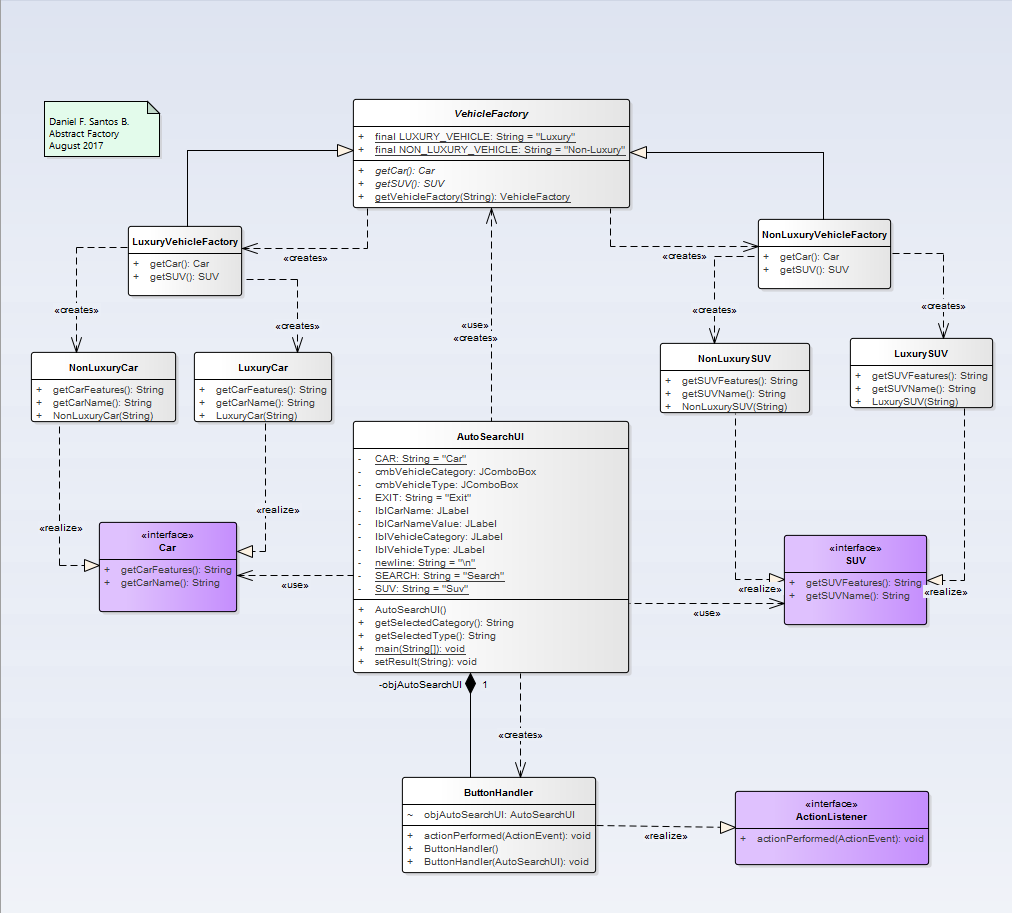 Daniel F. Santos B.
Abstract Factory
August 2017
VehicleFactory
+ final LUXURY_VEHICLE: String = "Luxury"
+ final NON_LUXURY_VEHICLE: String = "Non-Luxury"
+ getCar(): Car
+ getSUV(): SUV
+ getVehicleFactory(String): VehicleFactory
LuxuryVehicleFactory
+ getCar(): Car
+ getSUV(): SUV
«creates»
«creates»
NonLuxuryVehicleFactory
+ getCar(): Car
+ getSUV(): SUV
«creates»
«creates»
«creates»
«creates»
«use»
«creates»
NonLuxuryCar
+ getCarFeatures(): String
+ getCarName(): String
+ NonLuxuryCar(String)
LuxuryCar
+ getCarFeatures(): String
+ getCarName(): String
+ LuxuryCar(String)
NonLuxurySUV
+ getSUVFeatures(): String
+ getSUVName(): String
+ NonLuxurySUV(String)
LuxurySUV
+ getSUVFeatures(): String
+ getSUVName(): String
+ LuxurySUV(String)
AutoSearchUI
- CAR: String = "Car"
- cmbVehicleCategory: JComboBox
- cmbVehicleType: JComboBox
- EXIT: String = "Exit"
- lblCarName: JLabel
- lblCarNameValue: JLabel
- lblVehicleCategory: JLabel
- lblVehicleType: JLabel
- newline: String = "\n"
- SEARCH: String = "Search"
- SUV: String = "Suv"
+ AutoSearchUI()
+ getSelectedCategory(): String
+ getSelectedType(): String
+ main(String[]): void
+ setResult(String): void
«realize»
«realize»
«interface»
Car
+ getCarFeatures(): String
+ getCarName(): String
«use»
«interface»
SUV
+ getSUVFeatures(): String
+ getSUVName(): String
«realize»
«realize»
«use»
-objAutoSearchUI 1
«creates»
ButtonHandler
~ objAutoSearchUI: AutoSearchUI
+ actionPerformed(ActionEvent): void
+ ButtonHandler()
+ ButtonHandler(AutoSearchUI): void
«realize»
«interface»
ActionListener
+ actionPerformed(ActionEvent): void